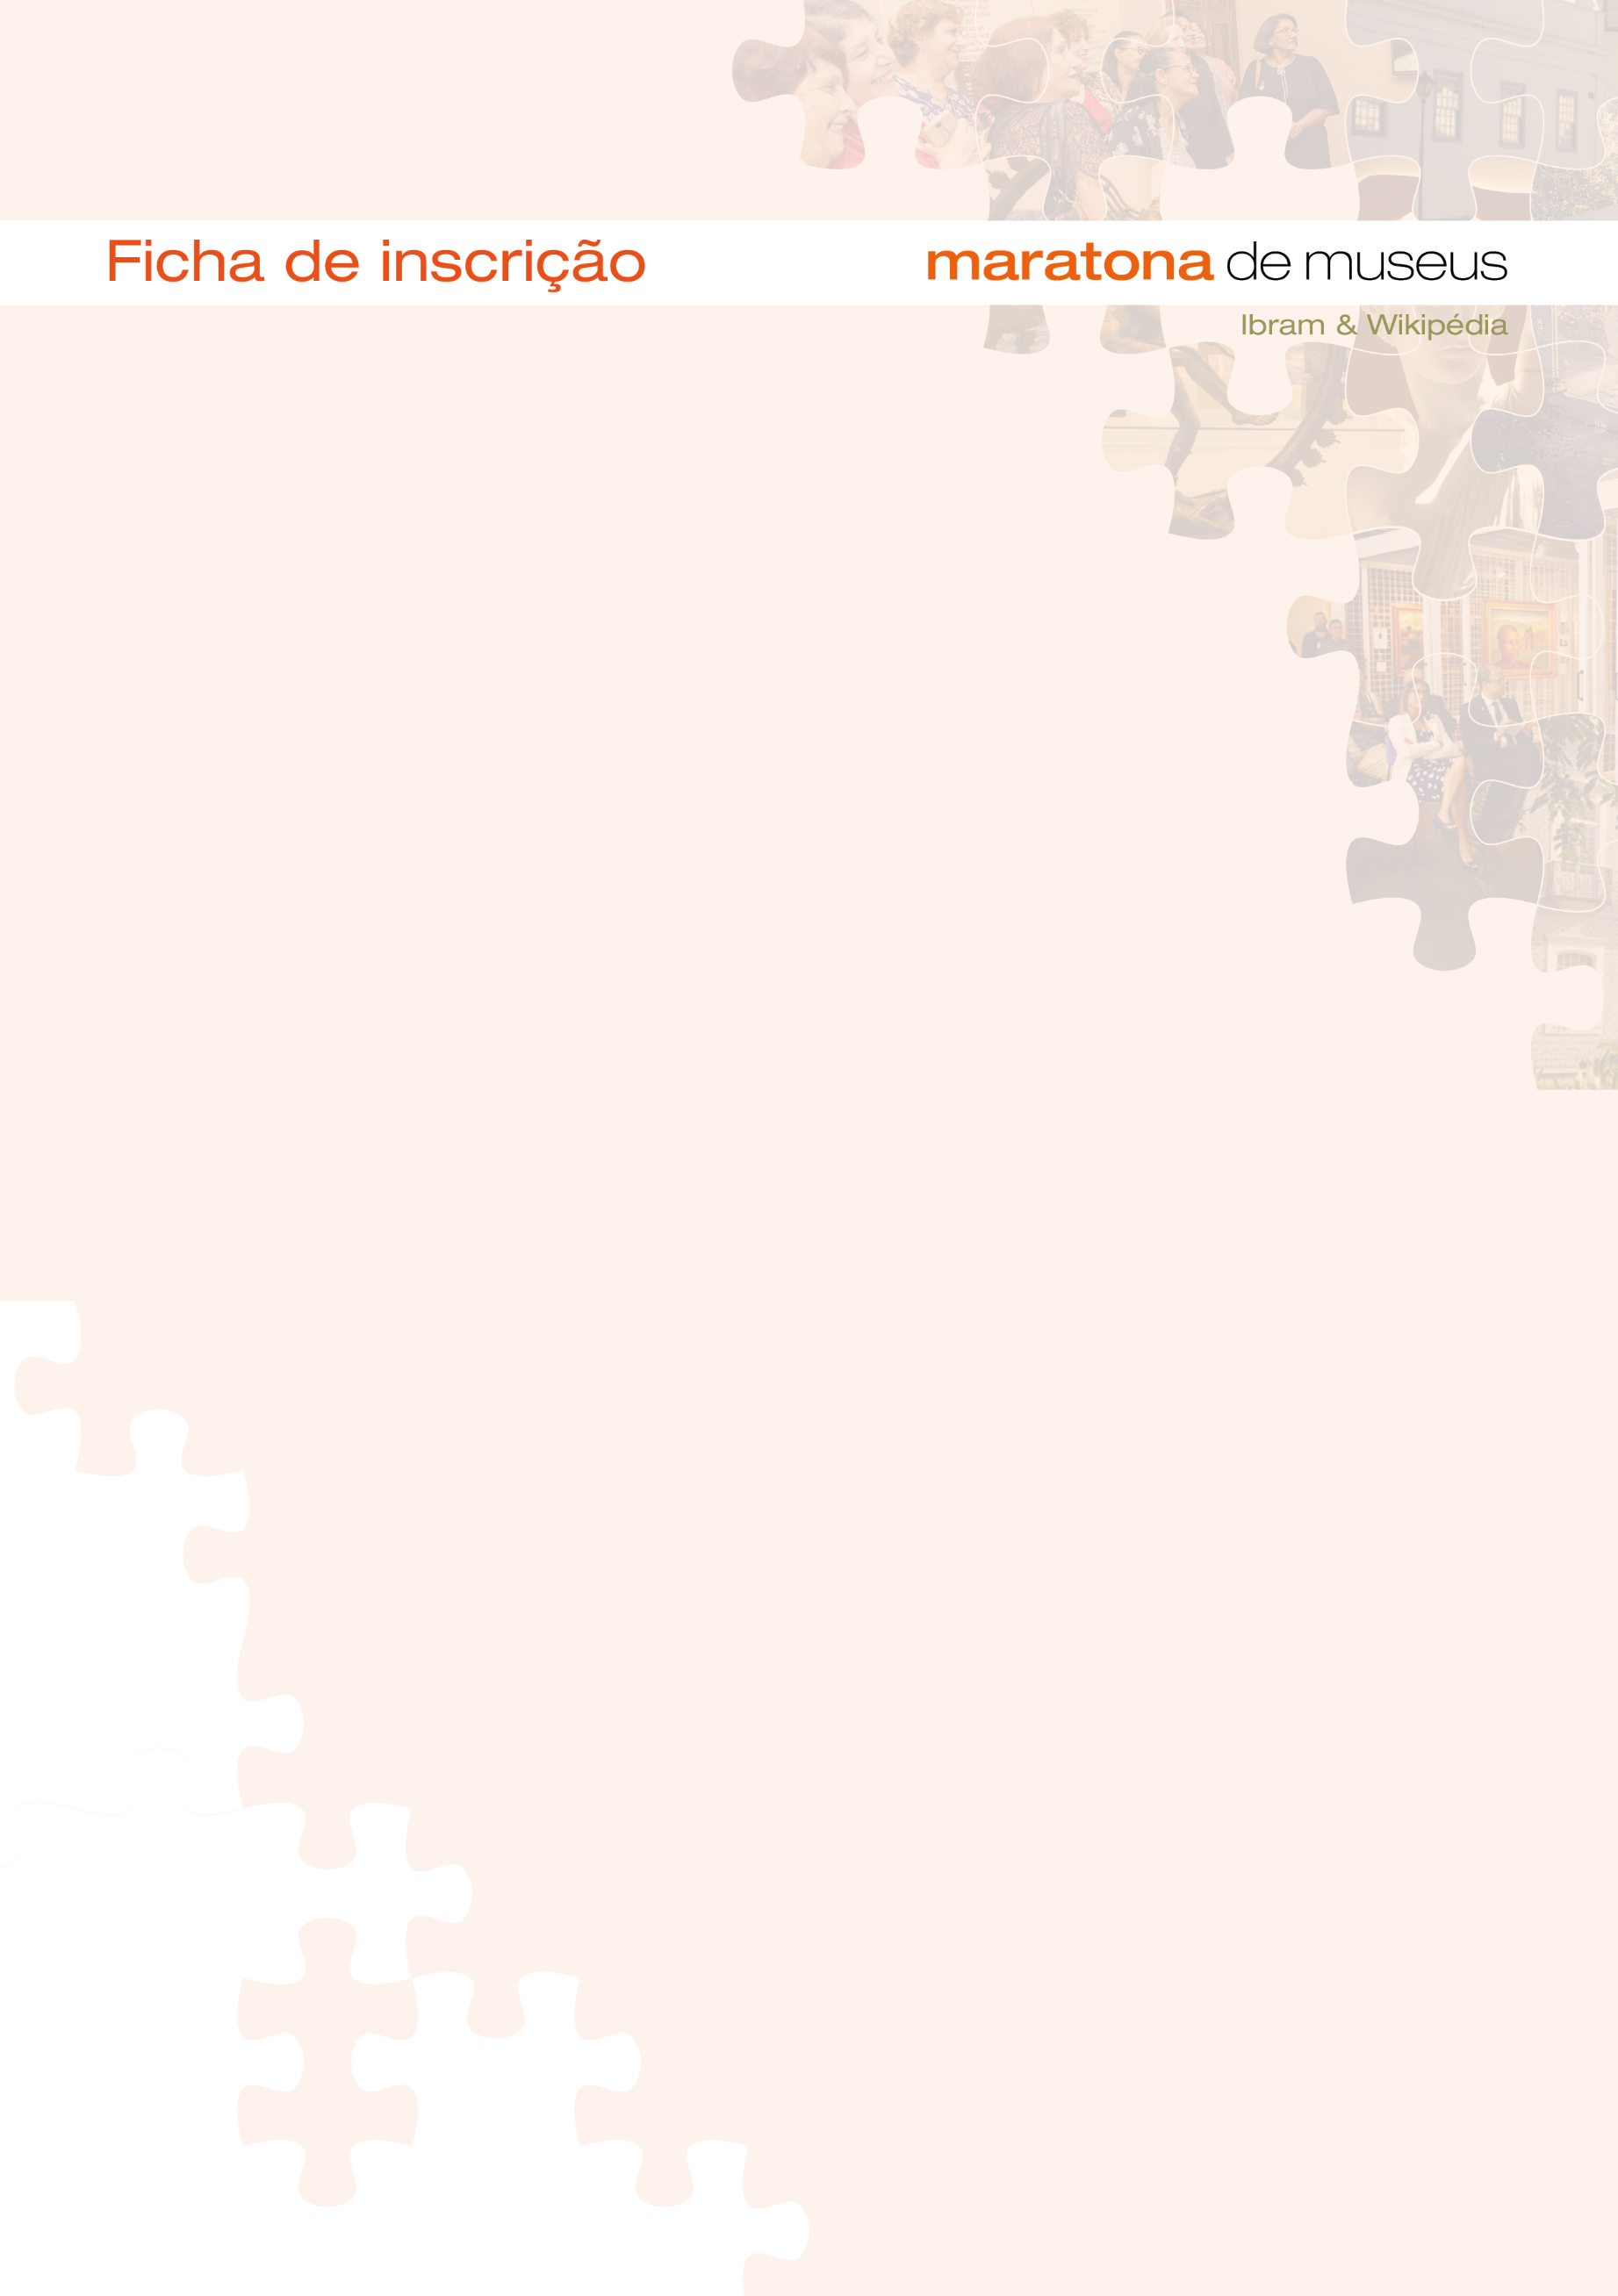 Ficha de inscrição
maratona de museus
Ibram & Wikipédia